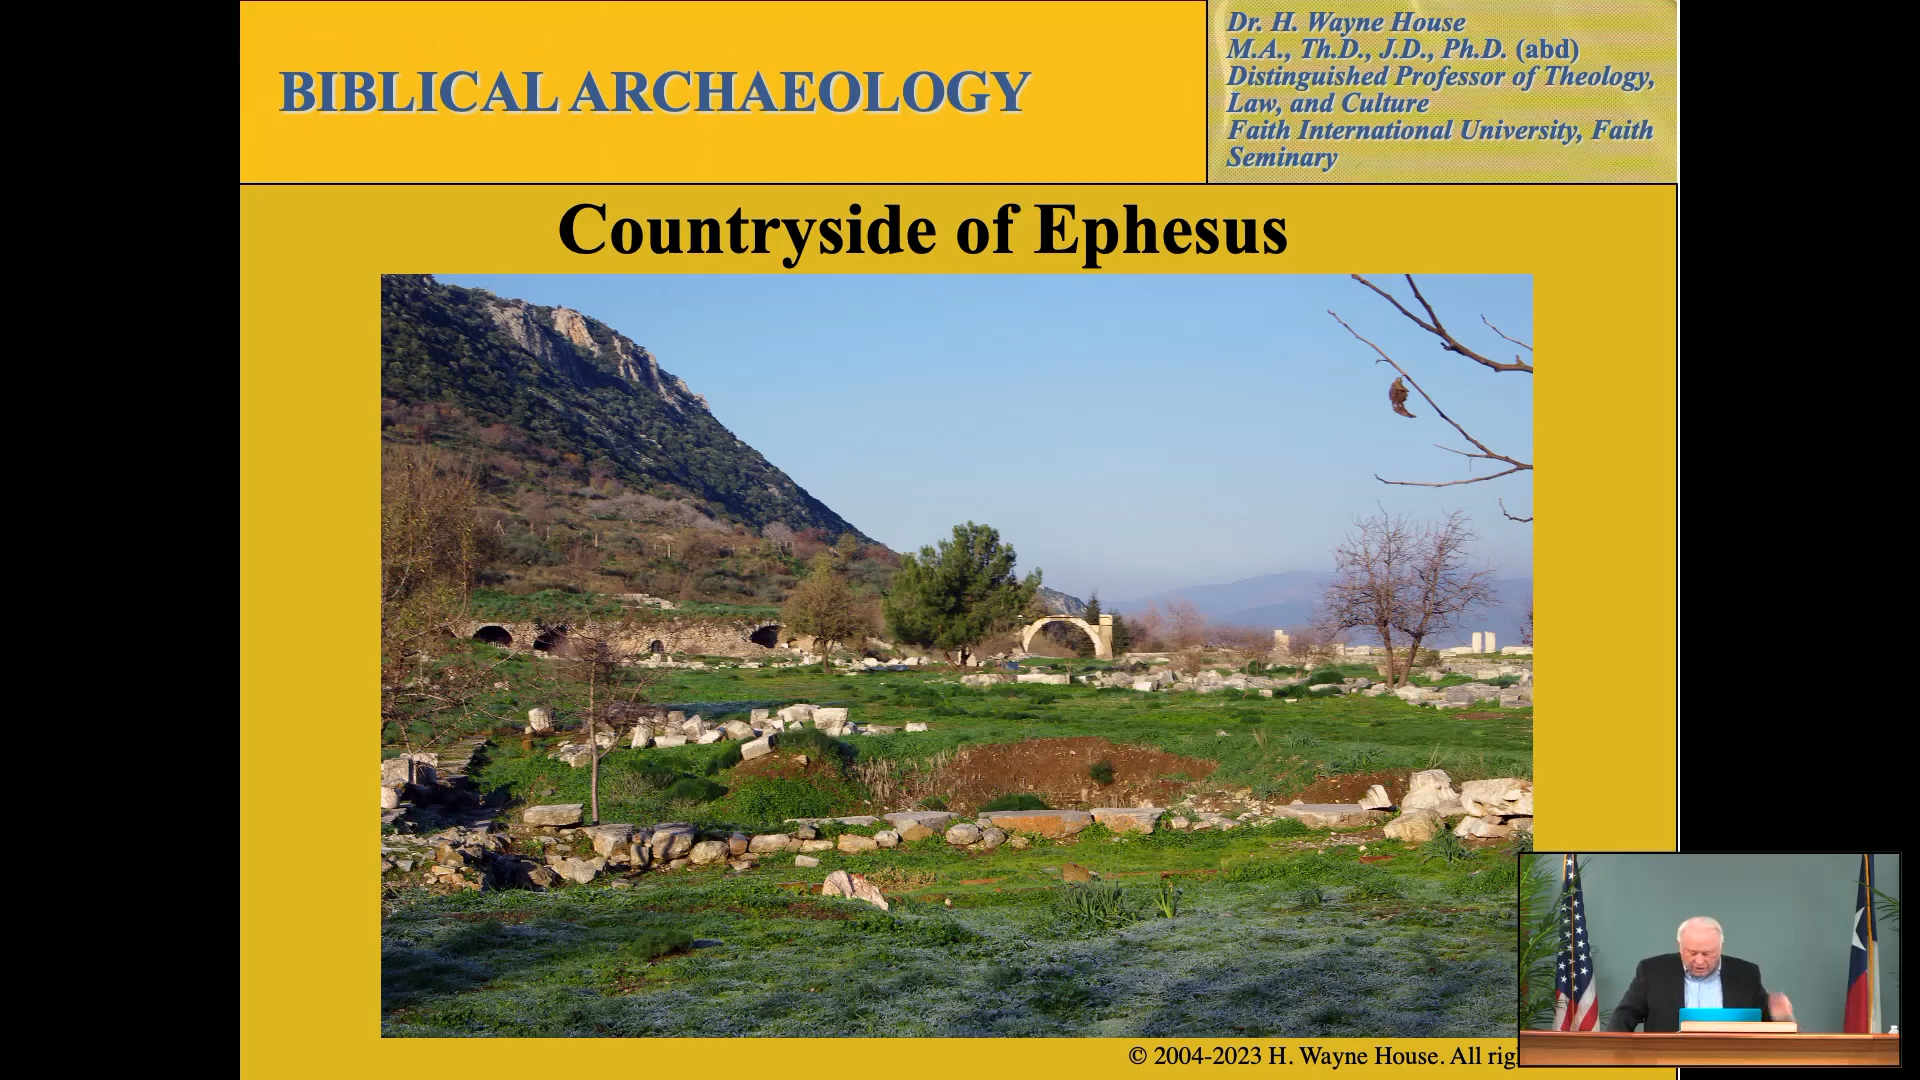 BIBLICAL ARCHAEOLOGY
Dr. H. Wayne House
M.A., Th.D., J.D., Ph.D. (abd)
Distinguished Professor of Theology,
Law, and Culture
Faith International University, Faith
Seminary
Countryside of Ephesus
© 2004-2023 H. Wayne House. All